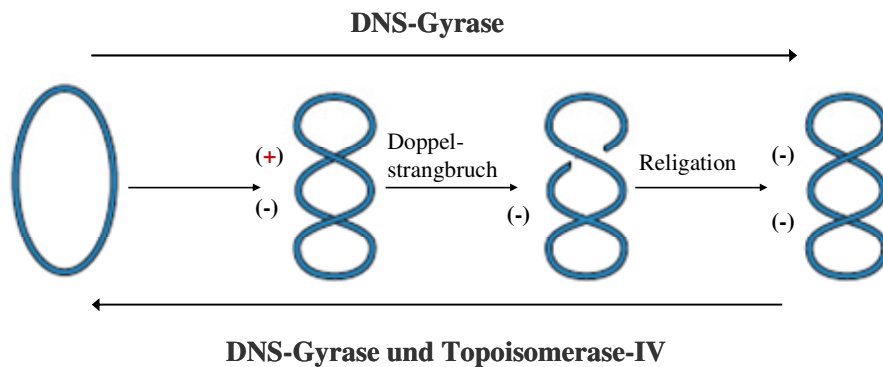 DNS-Gyrase
(+)
(-)
Doppel-
strangbruch
(-)
Religation
(-)
(-)
DNS-Gyrase und Topoisomerase-IV